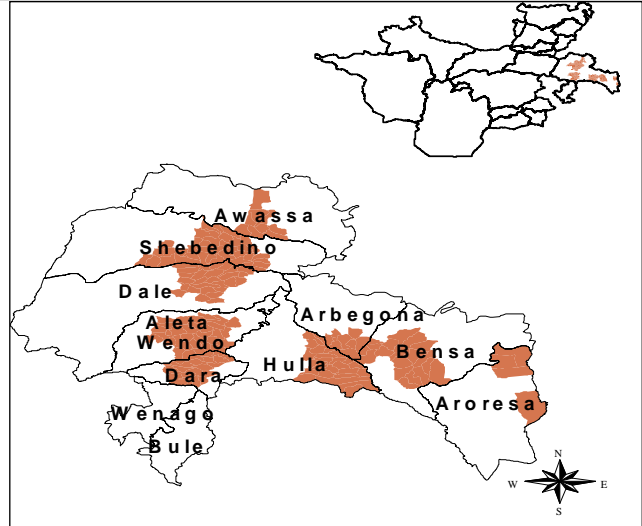 Awassa
Shebedino
Dale
Arbegona
Aleta
Wendo
Bensa
Hulla
Dara
Aroresa
Wenago
Bule
N
W
E
S